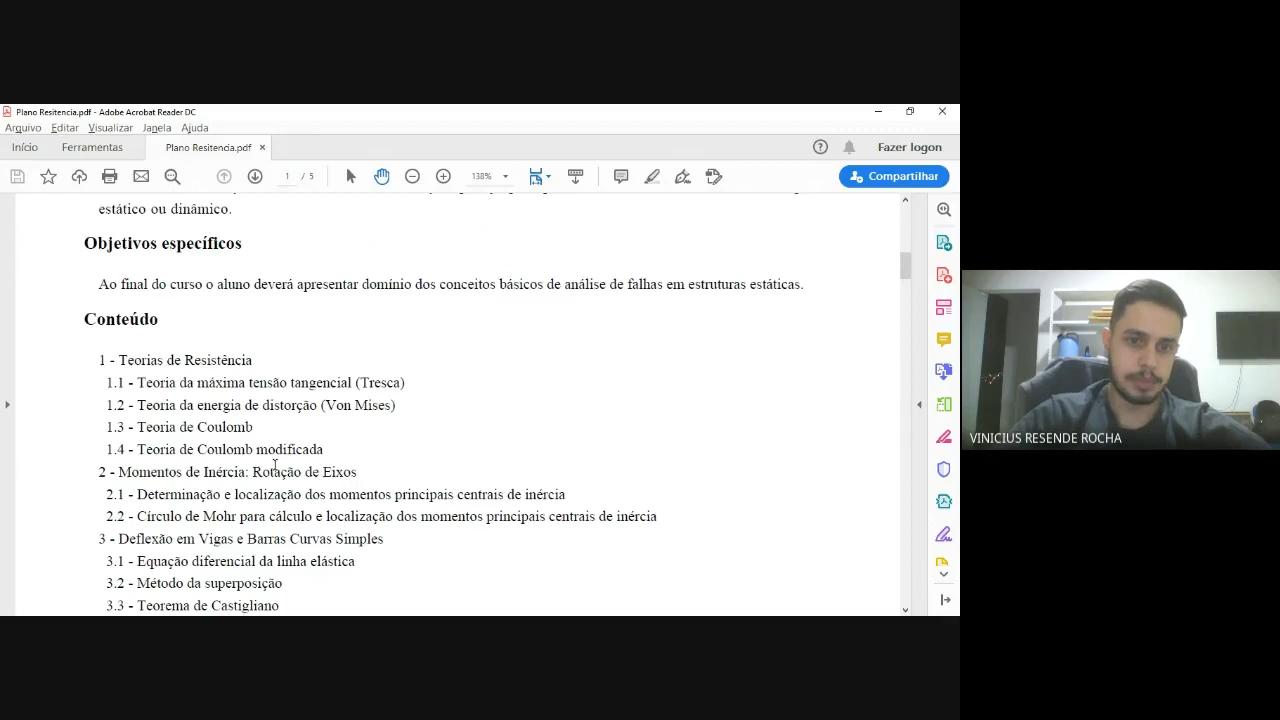 Plano Resitencia.pdf - Adobe Acrobat Reader DC
Arquivo Editar Visualizar Janela Ajuda
Início Ferramentas Plano Resitencia.pdf × Fazer logon
1 / 5 138% Compartilhar
estático ou dinâmico.
Objetivos específicos
Ao final do curso o aluno deverá apresentar domínio dos conceitos básicos de análise de falhas em estruturas estáticas.
Conteúdo
1 - Teorias de Resistência
1.1 - Teoria da máxima tensão tangencial (Tresca)
1.2 - Teoria da energia de distorção (Von Mises)
1.3 - Teoria de Coulomb
1.4 - Teoria de Coulomb modificada
2 - Momentos de Inércia: Rotação de Eixos
2.1 - Determinação e localização dos momentos principais centrais de inércia
2.2 - Círculo de Mohr para cálculo e localização dos momentos principais centrais de inércia
3 - Deflexão em Vigas e Barras Curvas Simples
3.1 - Equação diferencial da linha elástica
3.2 - Método da superposição
3.3 - Teorema de Castigliano
VINICIUS RESENDE ROCHA